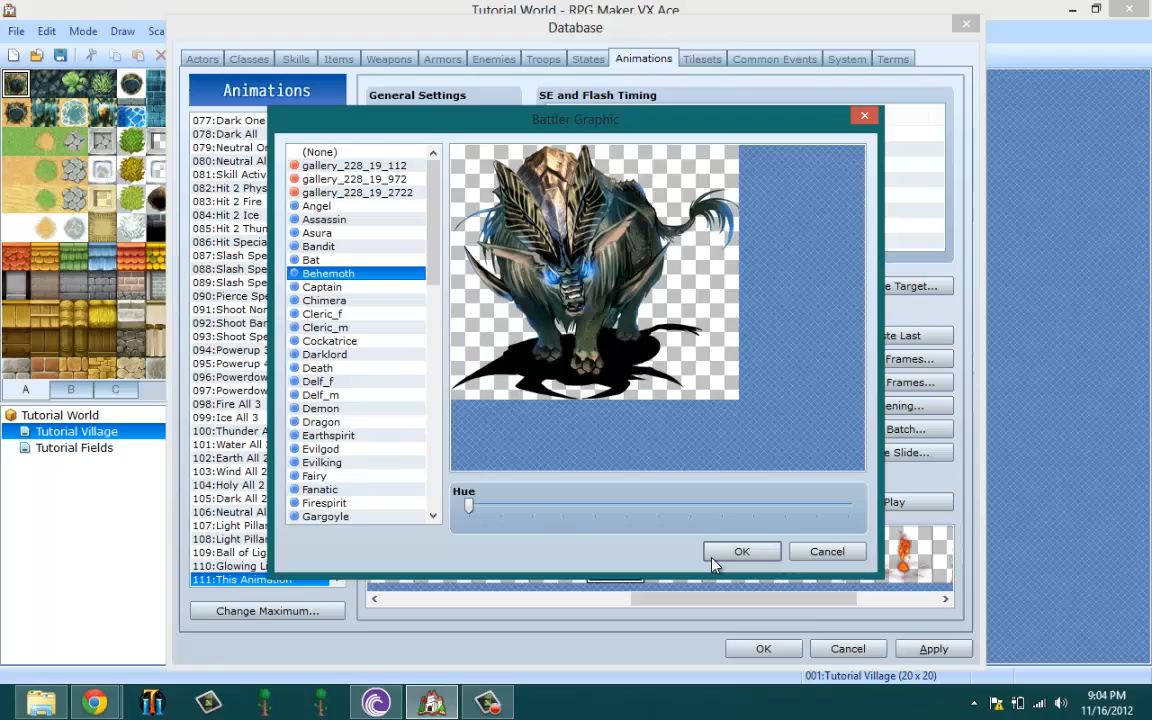 Tutorial World - RPG Maker VX Ace
File Edit Mode Draw Sca
Database
Actors Classes Skills Items Weapons Armors Enemies Troops States Animations Tilesets Common Events System Terms
Animations
General Settings
SE and Flash Timing
077:Dark One
078:Dark All
079:Neutral On
080:Neutral Al
081:Skill Activ
082:Hit 2 Phys
083:Hit 2 Fire
084:Hit 2 Ice
085:Hit 2 Thun
086:Hit Specia
087:Slash Spe
088:Slash Spe
089:Slash Spe
090:Pierce Spe
091:Shoot Nor
092:Shoot Bar
093:Shoot Spe
094:Powerup 3
095:Powerup 4
096:Powerdow
097:Powerdow
098:Fire All 3
099:Ice All 3
100:Thunder A
101:Water All
102:Earth All 2
103:Wind All 2
104:Holy All 2
105:Dark All 2
106:Neutral Al
107:Light Pillar
108:Light Pillar
109:Ball of Ligh
110:Glowing Li
111:This Animation
Change Maximum...
Battler Graphic
(None)
gallery_228_19_112
gallery_228_19_972
gallery_228_19_2722
Angel
Assassin
Asura
Bandit
Bat
Behemoth
Captain
Chimera
Cleric_f
Cleric_m
Cockatrice
Darklord
Death
Delf_f
Delf_m
Demon
Dragon
Earthspirit
Evilgod
Evilking
Fairy
Fanatic
Firespirit
Gargoyle
Hue
OK Cancel
e Target...
te Last
Frames...
Frames...
ening...
Batch...
e Slide...
Play
OK Cancel Apply
A B C
Tutorial World
Tutorial Village
Tutorial Fields
001:Tutorial Village (20 x 20)
9:04 PM
11/16/2012